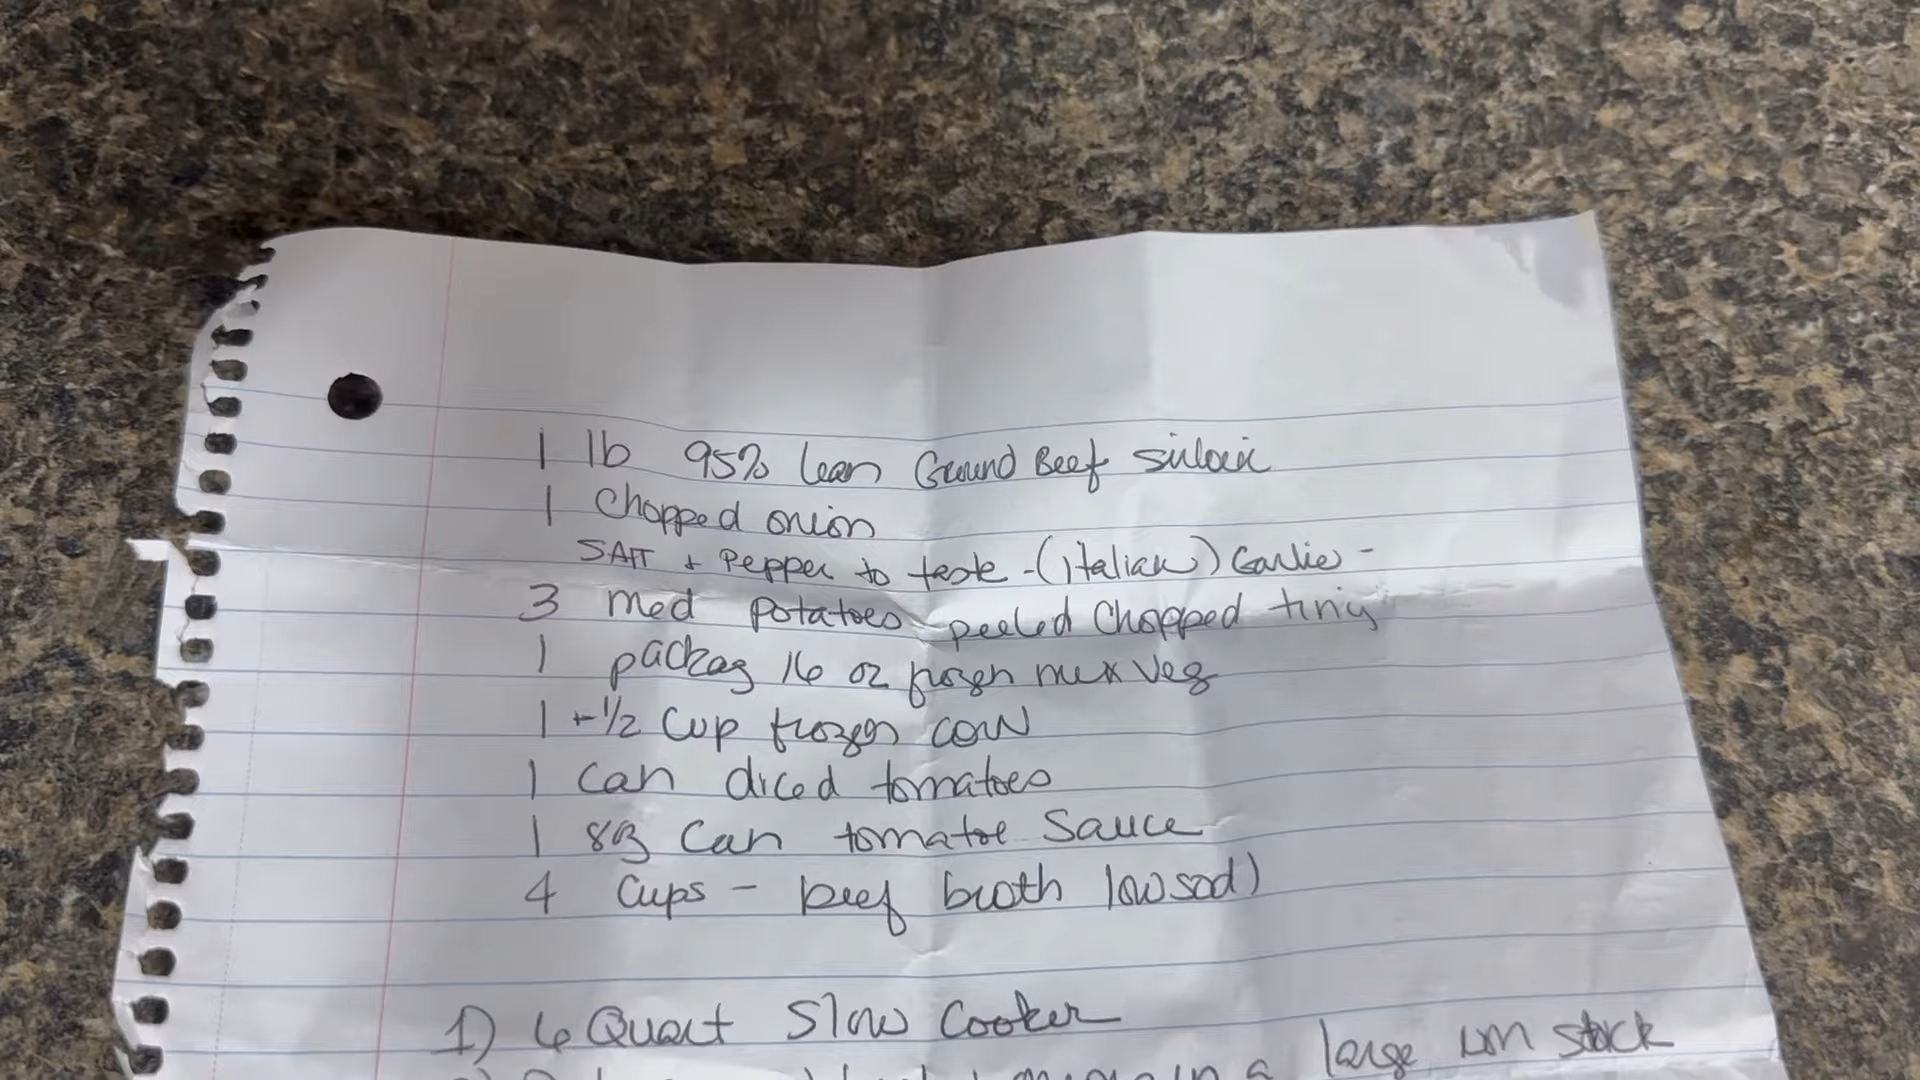 1 lb 95% lean Ground Beef sirloin
1 Chopped onion
SAlT + Pepper to taste - (italian) Garlic -
3 med potatoes peeled Chopped tiny
1 packag 16 oz frozen mix veg
1 + 1/2 Cup frozen corn
1 can diced tomatoes
1 8oz Can tomatoe Sauce
4 Cups - beef broth low sod)
1) 6 Quart Slow Cooker
in a large non stick